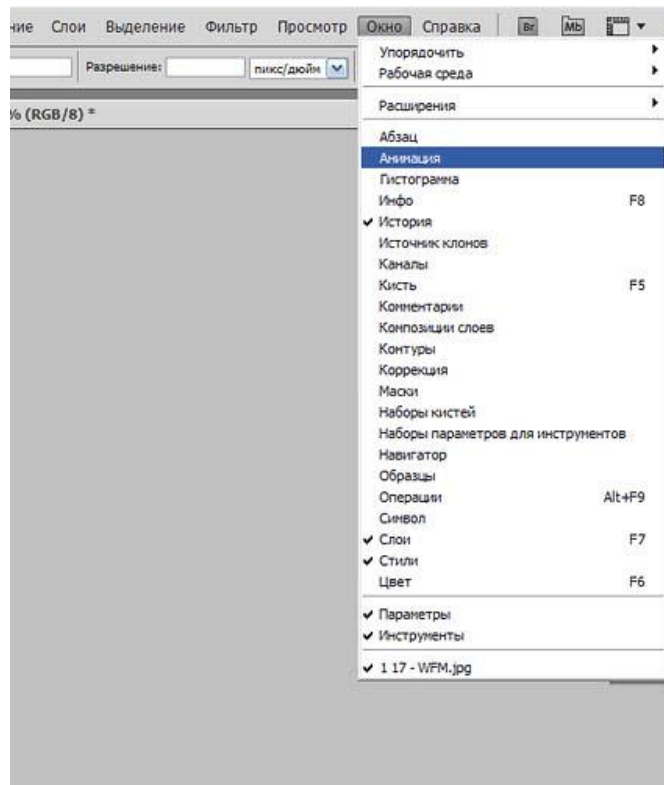 ние Слои Выделение Фильтр Просмотр Окно Справка Br Mb
Разрешение: пикс/дюйм
% (RGB/8) *
Упорядочить
Рабочая среда
Расширения
Абзац
Анимация
Гистограмма
Инфо F8
История
Источник клонов
Каналы
Кисть F5
Комментарии
Композиции слоев
Контуры
Коррекция
Маски
Наборы кистей
Наборы параметров для инструментов
Навигатор
Образцы
Операции Alt+F9
Символ
Слои F7
Стили
Цвет F6
Параметры
Инструменты
1 17 - WFM.jpg